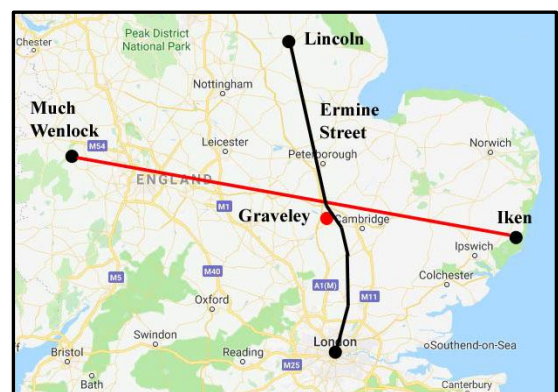 Chester
Peak District
National Park
Lincoln
Nottingham
Ermine
Street
Much
Wenlock
M54
Leicester
Peterborough
Norwich
ENGLAND
M1
Graveley
Cambridge
Iken
Ipswich
A1(M)
Colchester
M5
M40
M11
Oxford
Swindon
London
Southend-on-Sea
Bristol
Reading
M25
Bath
Canterbury